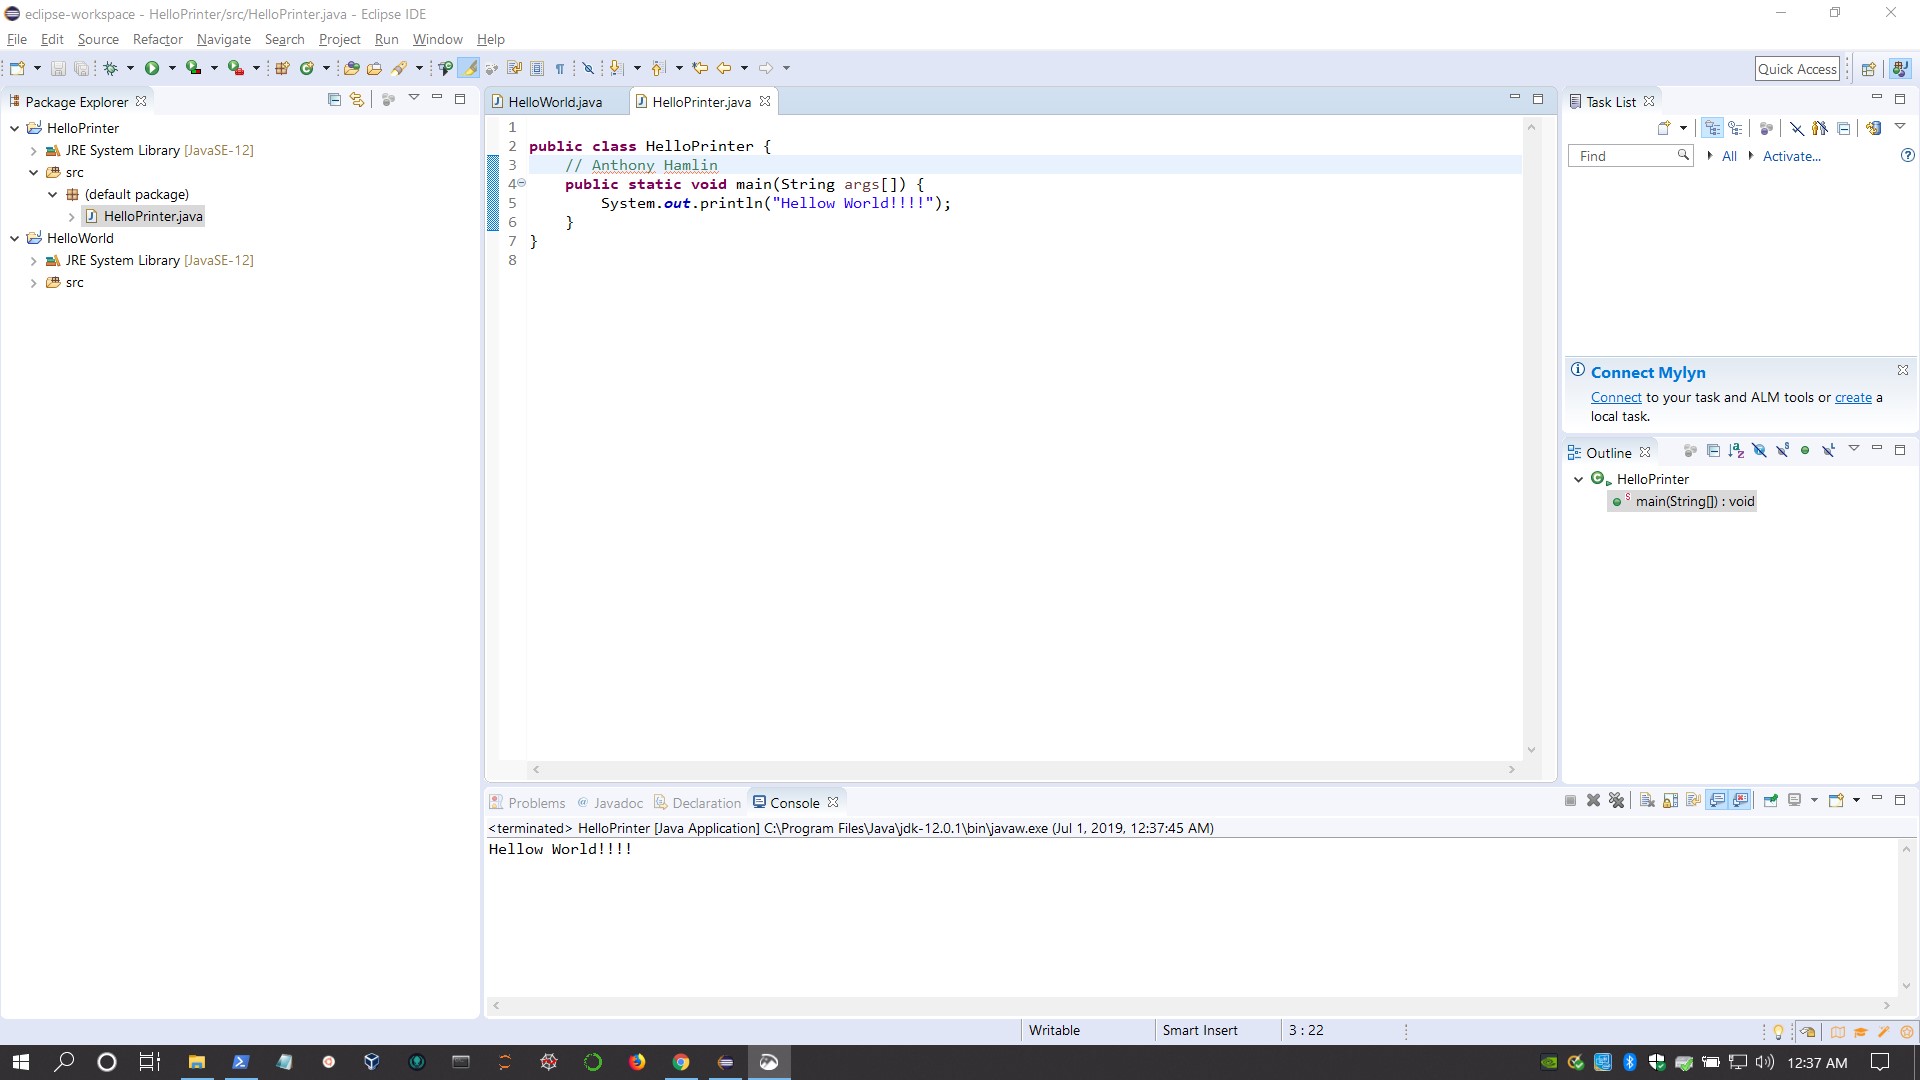 eclipse-workspace - HelloPrinter/src/HelloPrinter.java - Eclipse IDE
File Edit Source Refactor Navigate Search Project Run Window Help
Quick Access
Package Explorer
HelloPrinter
JRE System Library [JavaSE-12]
src
(default package)
HelloPrinter.java
HelloWorld
JRE System Library [JavaSE-12]
src
HelloWorld.java HelloPrinter.java
1
2 public class HelloPrinter {
3 // Anthony Hamlin
4 public static void main(String args[]) {
5 System.out.println("Hellow World!!!!");
6 }
7 }
8
Task List
Find All Activate...
Connect Mylyn
Connect to your task and ALM tools or create a
local task.
Outline
HelloPrinter
main(String[]) : void
Problems @ Javadoc Declaration Console
<terminated> HelloPrinter [Java Application] C:\Program Files\Java\jdk-12.0.1\bin\javaw.exe (Jul 1, 2019, 12:37:45 AM)
Hellow World!!!!
Writable Smart Insert 3 : 22
12:37 AM